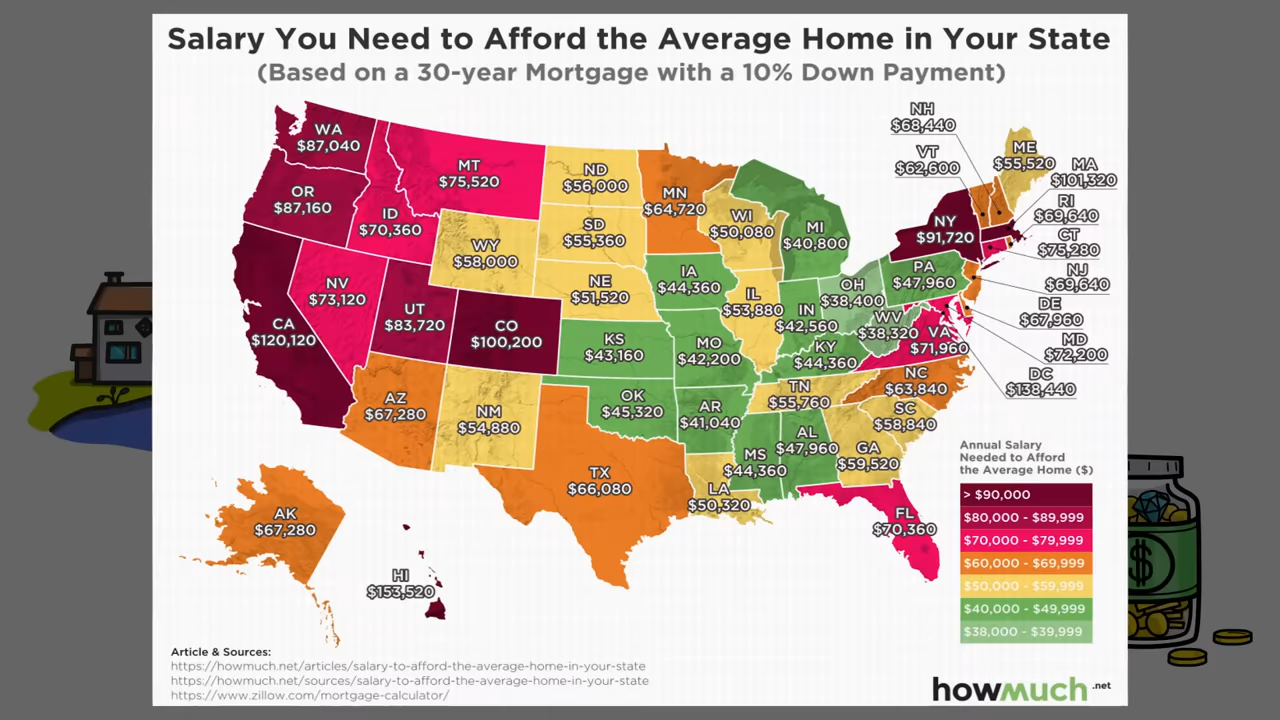 Salary You Need to Afford the Average Home in Your State
(Based on a 30-year Mortgage with a 10% Down Payment)
WA
$87,040
OR
$87,160
CA
$120,120
NV
$73,120
ID
$70,360
MT
$75,520
WY
$58,000
UT
$83,720
CO
$100,200
AZ
$67,280
NM
$54,880
ND
$56,000
SD
$55,360
NE
$51,520
KS
$43,160
OK
$45,320
TX
$66,080
MN
$64,720
IA
$44,360
MO
$42,200
AR
$41,040
LA
$50,320
WI
$50,080
IL
$53,880
MI
$40,800
IN
$42,560
OH
$38,400
KY
$44,360
TN
$55,760
MS
$44,360
AL
$47,960
GA
$59,520
FL
$70,360
SC
$58,840
NC
$63,840
VA
$71,960
WV
$38,320
PA
$47,960
NY
$91,720
NH
$68,440
VT
$62,600
ME
$55,520
MA
$101,320
RI
$69,640
CT
$75,280
NJ
$69,640
DE
$67,960
MD
$72,200
DC
$138,440
AK
$67,280
HI
$153,520
Annual Salary
Needed to Afford
the Average Home ($)
> $90,000
$80,000 - $89,999
$70,000 - $79,999
$60,000 - $69,999
$50,000 - $59,999
$40,000 - $49,999
$38,000 - $39,999
Article & Sources:
https://howmuch.net/articles/salary-to-afford-the-average-home-in-your-state
https://howmuch.net/sources/salary-to-afford-the-average-home-in-your-state
https://www.zillow.com/mortgage-calculator/
howmuch.net
$